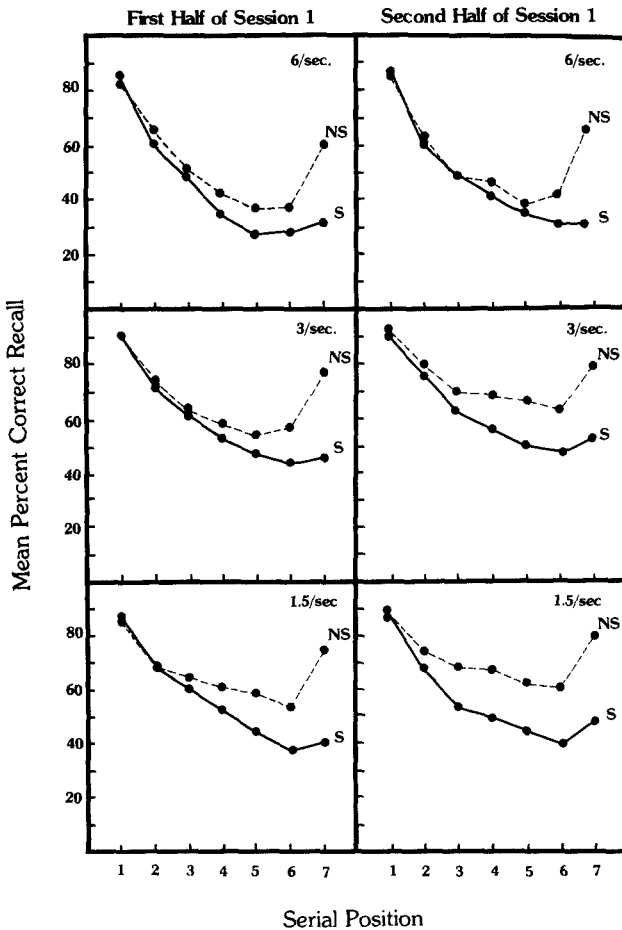 First Half of Session 1
Second Half of Session 1
Mean Percent Correct Recall
6/sec.
80
60
40
20
NS
S
6/sec.
NS
S
3/sec.
80
60
40
20
NS
S
3/sec.
NS
S
1.5/sec
80
60
40
20
NS
S
1.5/sec
NS
S
1 2 3 4 5 6 7
1 2 3 4 5 6 7
Serial Position